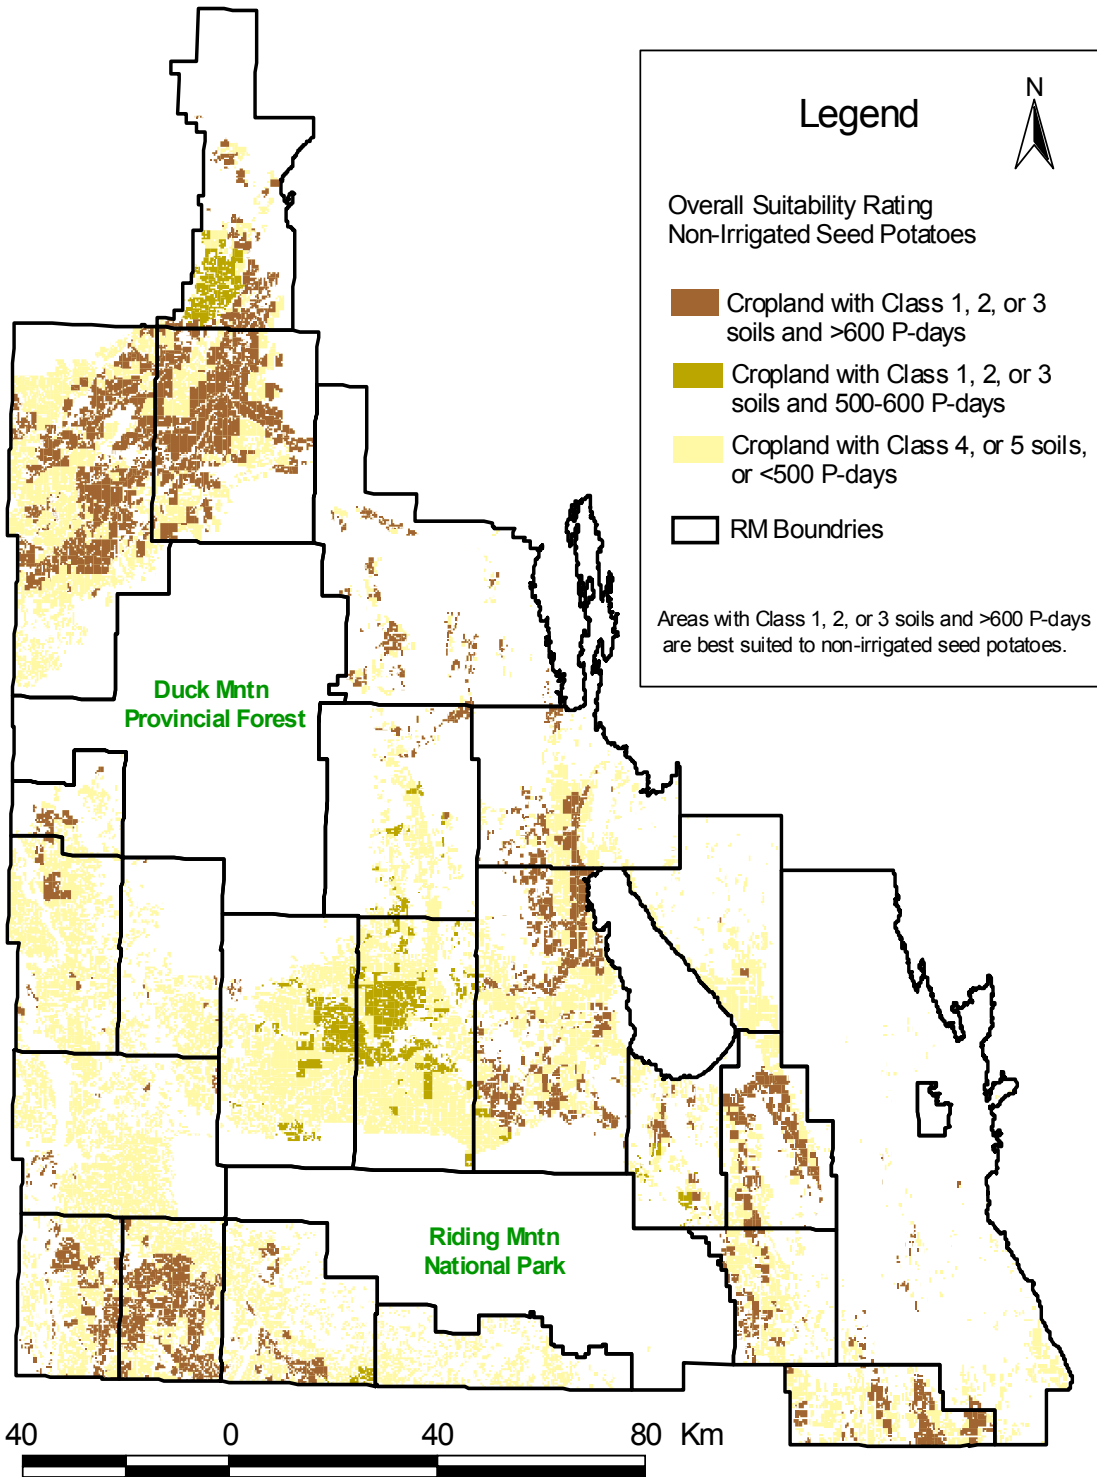 N
Legend
Overall Suitability Rating
Non-Irrigated Seed Potatoes
Cropland with Class 1, 2, or 3
soils and >600 P-days
Cropland with Class 1, 2, or 3
soils and 500-600 P-days
Cropland with Class 4, or 5 soils,
or <500 P-days
RM Boundries
Areas with Class 1, 2, or 3 soils and >600 P-days
are best suited to non-irrigated seed potatoes.
Duck Mntn
Provincial Forest
Riding Mntn
National Park
40 0 40 80 Km